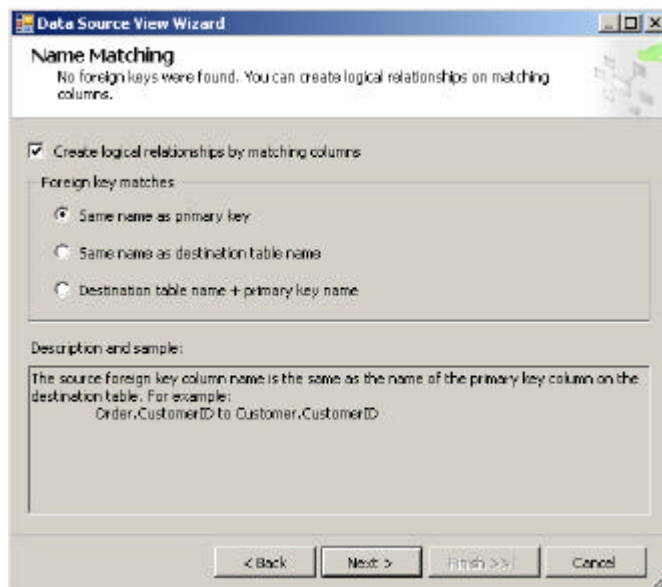 Data Source View Wizard
Name Matching
No foreign keys were found. You can create logical relationships on matching
columns.
Create logical relationships by matching columns
Foreign key matches
Same name as primary key
Same name as destination table name
Destination table name + primary key name
Description and sample:
The source foreign key column name is the same as the name of the primary key column on the
destination table. For example:
Order.CustomerID to Customer.CustomerID
< Back Next > Finish >>| Cancel